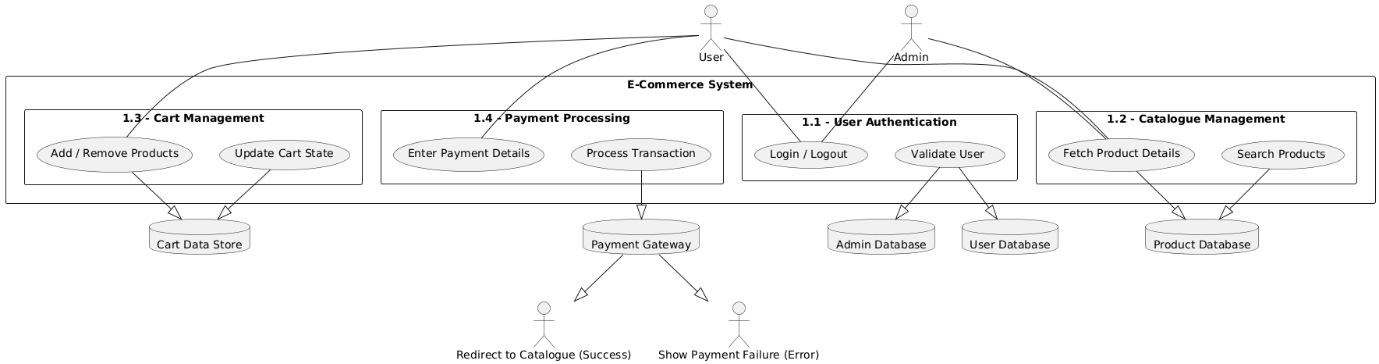 User
Admin
E-Commerce System
1.3 - Cart Management
1.4 - Payment Processing
1.1 - User Authentication
1.2 - Catalogue Management
Add / Remove Products
Update Cart State
Enter Payment Details
Process Transaction
Login / Logout
Validate User
Fetch Product Details
Search Products
Cart Data Store
Payment Gateway
Admin Database
User Database
Product Database
Redirect to Catalogue (Success)
Show Payment Failure (Error)